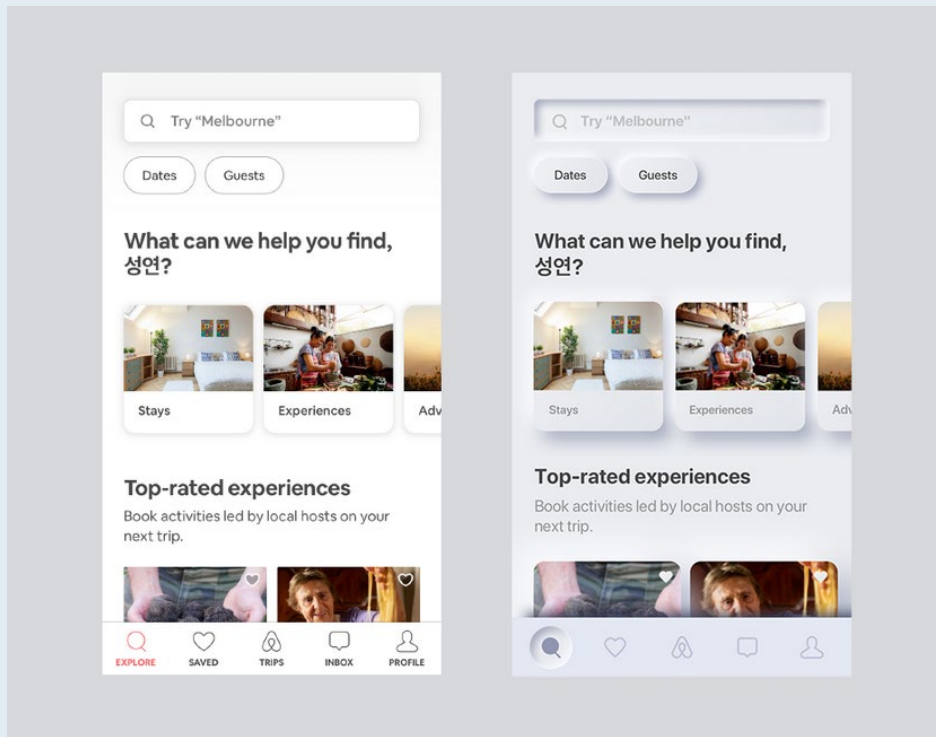 Try “Melbourne”
Dates
Guests
What can we help you find,
성연?
Stays
Experiences
Adv
Top-rated experiences
Book activities led by local hosts on your
next trip.
EXPLORE
SAVED
TRIPS
INBOX
PROFILE
Try “Melbourne”
Dates
Guests
What can we help you find,
성연?
Stays
Experiences
Adv
Top-rated experiences
Book activities led by local hosts on your
next trip.